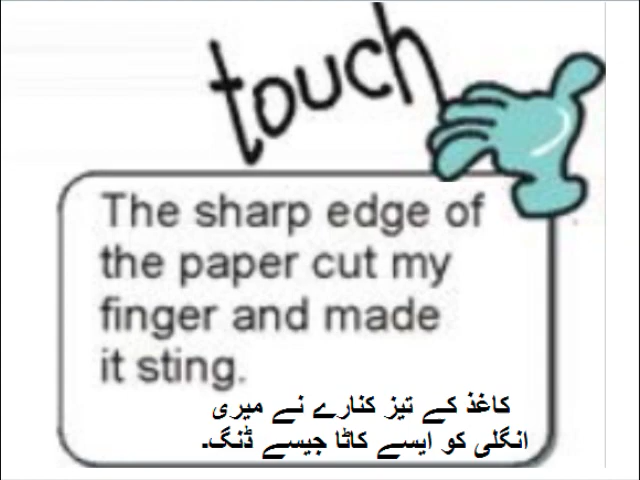 touch
The sharp edge of
the paper cut my
finger and made
it sting.
کاغذ کے تیز کنارے نے میری
انگلی کو ایسے کاٹا جیسے ڈنگ۔